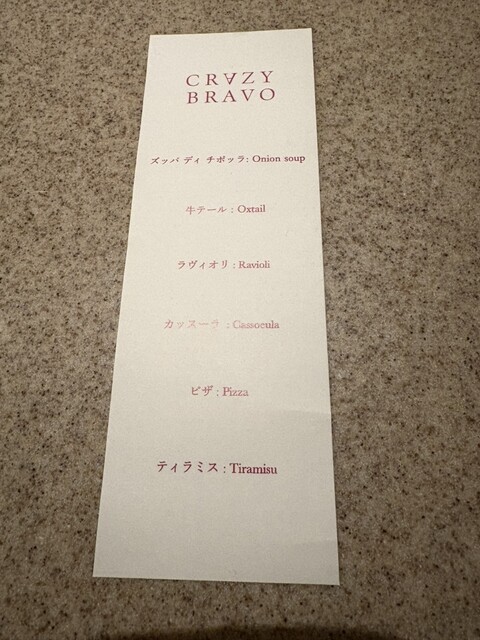 CR∀ZY
BRAVO
ズッパ ディ チポッラ: Onion soup
牛テール : Oxtail
ラヴィオリ : Ravioli
カッスーラ : Cassoeula
ピザ : Pizza
ティラミス : Tiramisu